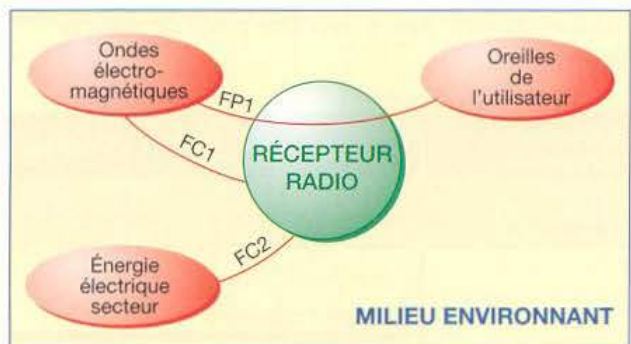 Ondes
électro-
magnétiques
Oreilles
de
l'utilisateur
FP1
FC1
RÉCEPTEUR
RADIO
FC2
Énergie
électrique
secteur
MILIEU ENVIRONNANT